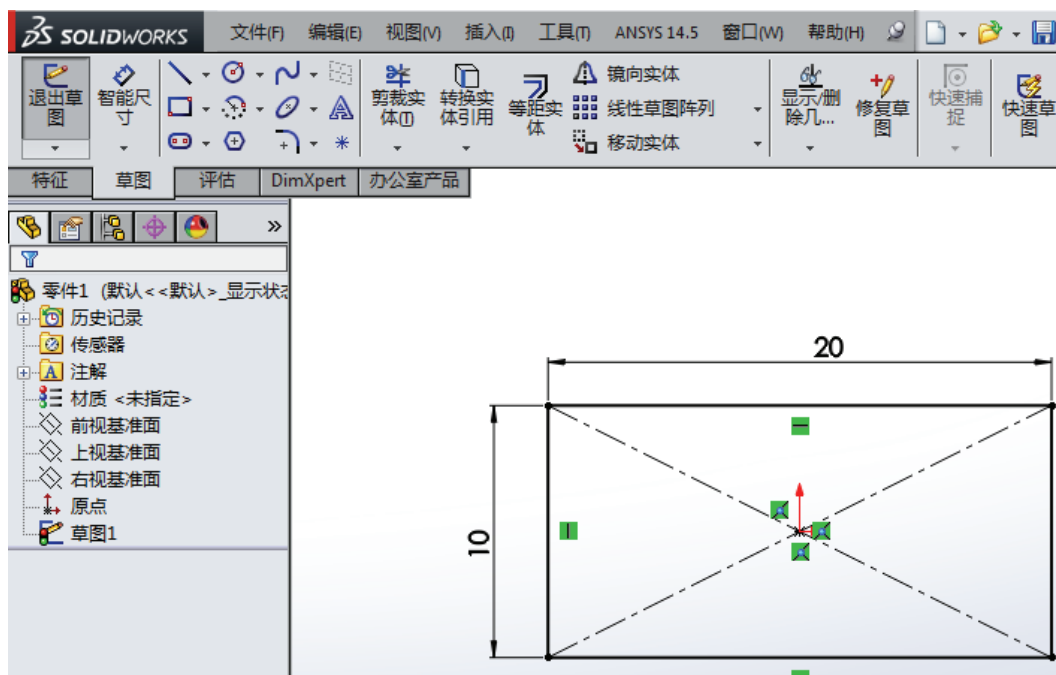 SOLIDWORKS 文件(F) 编辑(E) 视图(V) 插入(I) 工具(T) ANSYS 14.5 窗口(W) 帮助(H)
退出草图 智能尺寸 剪裁实体(T) 转换实体引用 等距实体 镜向实体 线性草图阵列 移动实体 显示/删除几... 修复草图 快速捕捉 快速草图
特征 草图 评估 DimXpert 办公室产品
零件1 (默认<<默认>_显示状态
历史记录
传感器
注解
材质 <未指定>
前视基准面
上视基准面
右视基准面
原点
草图1
20
10